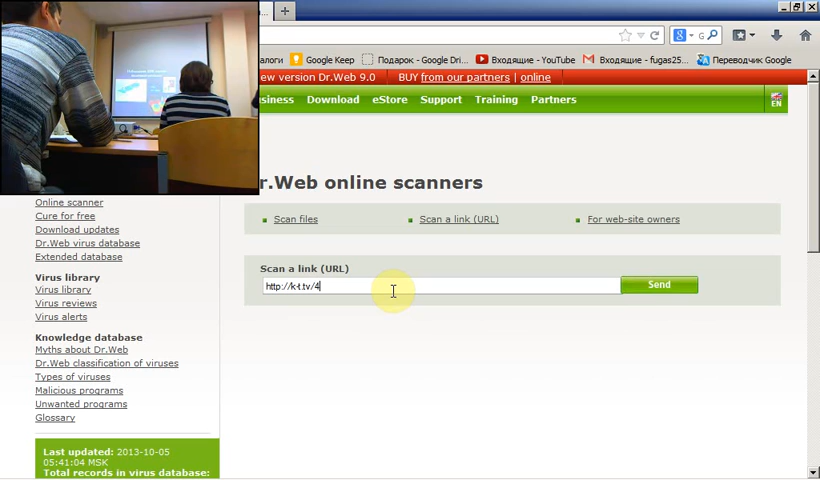 Google Keep
Подарок - Google Dri...
Входящие - YouTube
Входящие - fugas25...
Переводчик Google
ew version Dr.Web 9.0
BUY from our partners | online
siness
Download
eStore
Support
Training
Partners
EN
r.Web online scanners
Scan files
Scan a link (URL)
For web-site owners
Scan a link (URL)
http://k-t.tv/4
Send
Online scanner
Cure for free
Download updates
Dr.Web virus database
Extended database
Virus library
Virus library
Virus reviews
Virus alerts
Knowledge database
Myths about Dr.Web
Dr.Web classification of viruses
Types of viruses
Malicious programs
Unwanted programs
Glossary
Last updated: 2013-10-05
05:41:04 MSK
Total records in virus database: